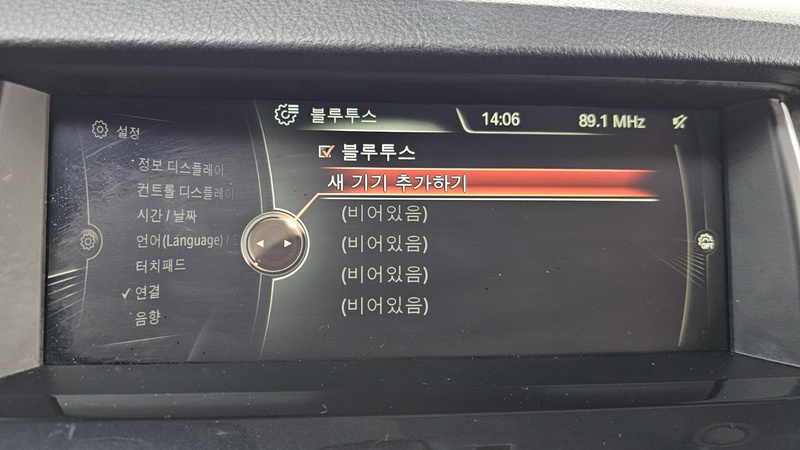 설정
정보 디스플레이
컨트롤 디스플레이
시간 / 날짜
언어(Language) /
터치패드
연결
음향
블루투스
14:06
89.1 MHz
블루투스
새 기기 추가하기
(비어있음)
(비어있음)
(비어있음)
(비어있음)
OFF